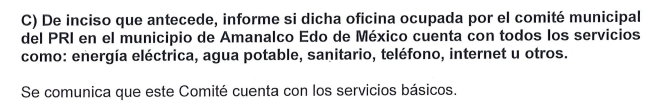 C) De inciso que antecede, informe si dicha oficina ocupada por el comité municipal
del PRI en el municipio de Amanalco Edo de México cuenta con todos los servicios
como: energía eléctrica, agua potable, sanitario, teléfono, internet u otros.
Se comunica que este Comité cuenta con los servicios básicos.